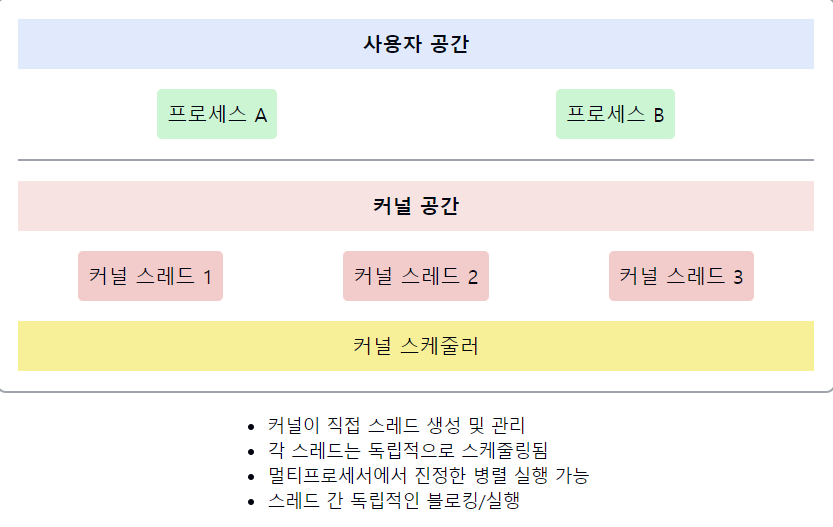 사용자 공간
프로세스 A
프로세스 B
커널 공간
커널 스레드 1
커널 스레드 2
커널 스레드 3
커널 스케줄러
• 커널이 직접 스레드 생성 및 관리
• 각 스레드는 독립적으로 스케줄링됨
• 멀티프로세서에서 진정한 병렬 실행 가능
• 스레드 간 독립적인 블로킹/실행